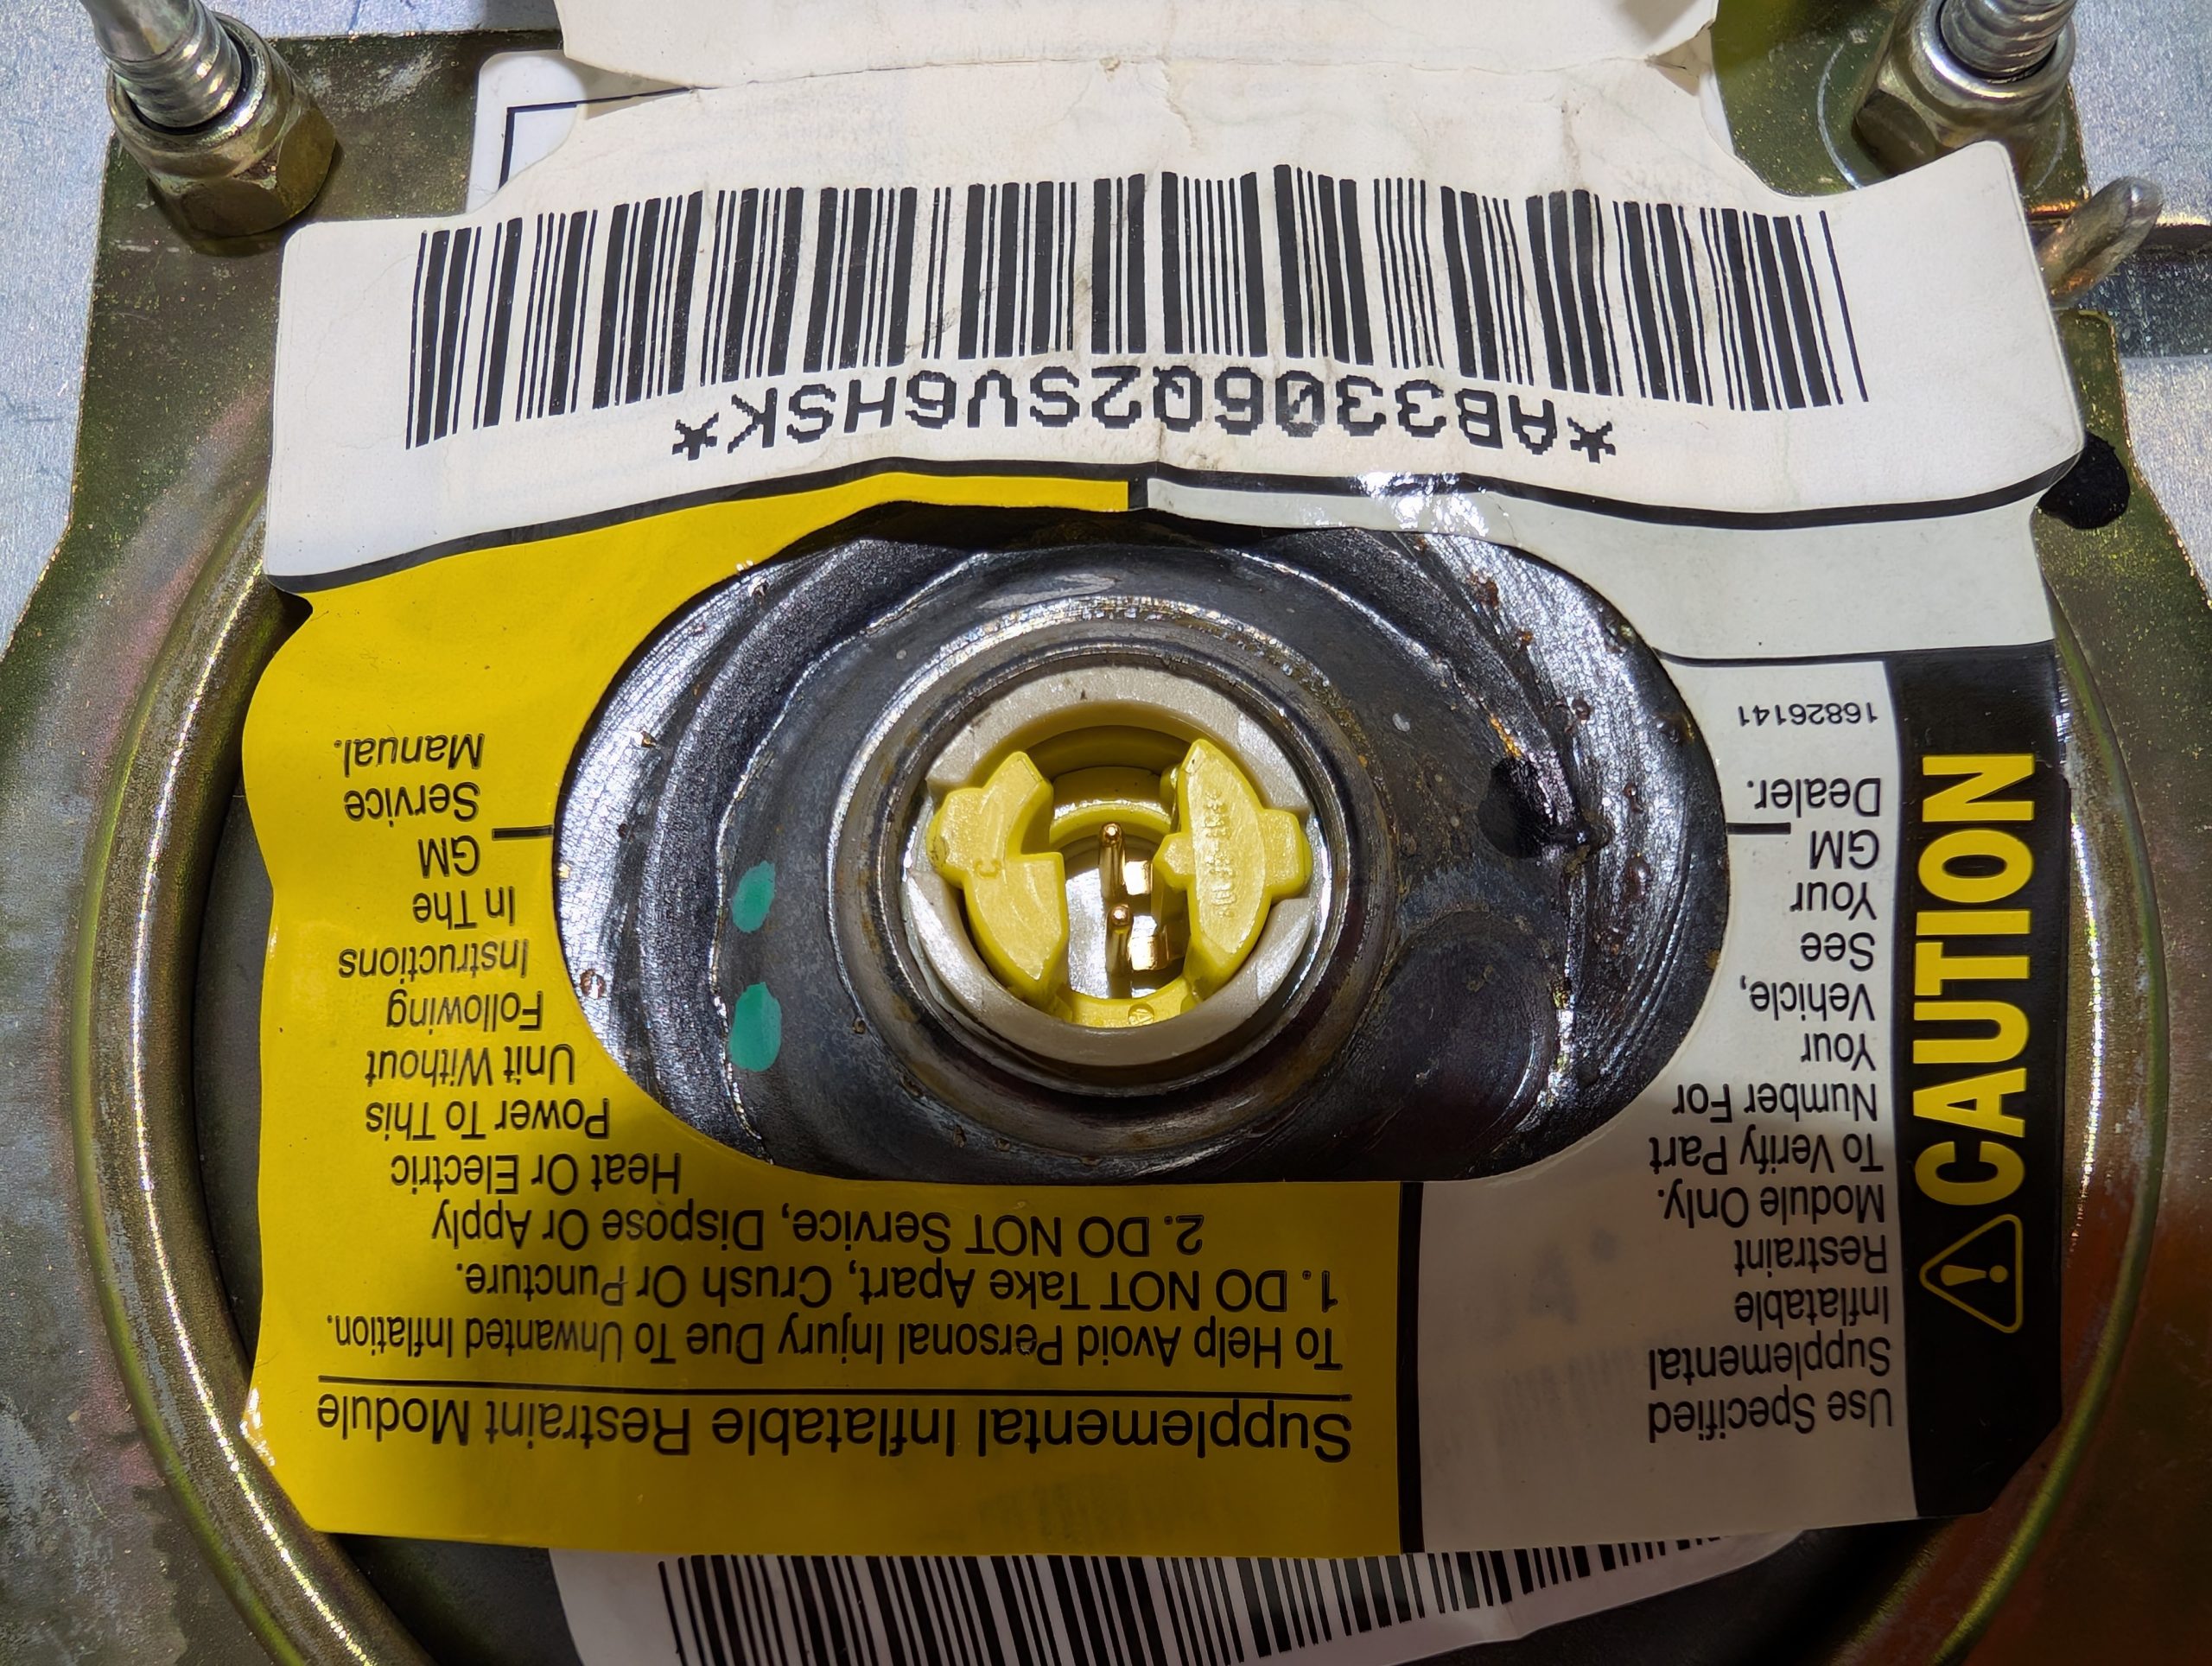 CAUTION
Use Specified
Supplemental
Inflatable
Restraint
Module Only.
To Verify Part
Number For
Your
Vehicle,
See
Your
GM
Dealer.
16826141
Supplemental Inflatable Restraint Module
To Help Avoid Personal Injury Due To Unwanted Inflation.
1. DO NOT Take Apart, Crush Or Puncture.
2. DO NOT Service, Dispose Or Apply
Heat Or Electric
Power To This
Unit Without
Following
Instructions
In The
GM
Service
Manual.
*AB3306Q2SV6HSK*